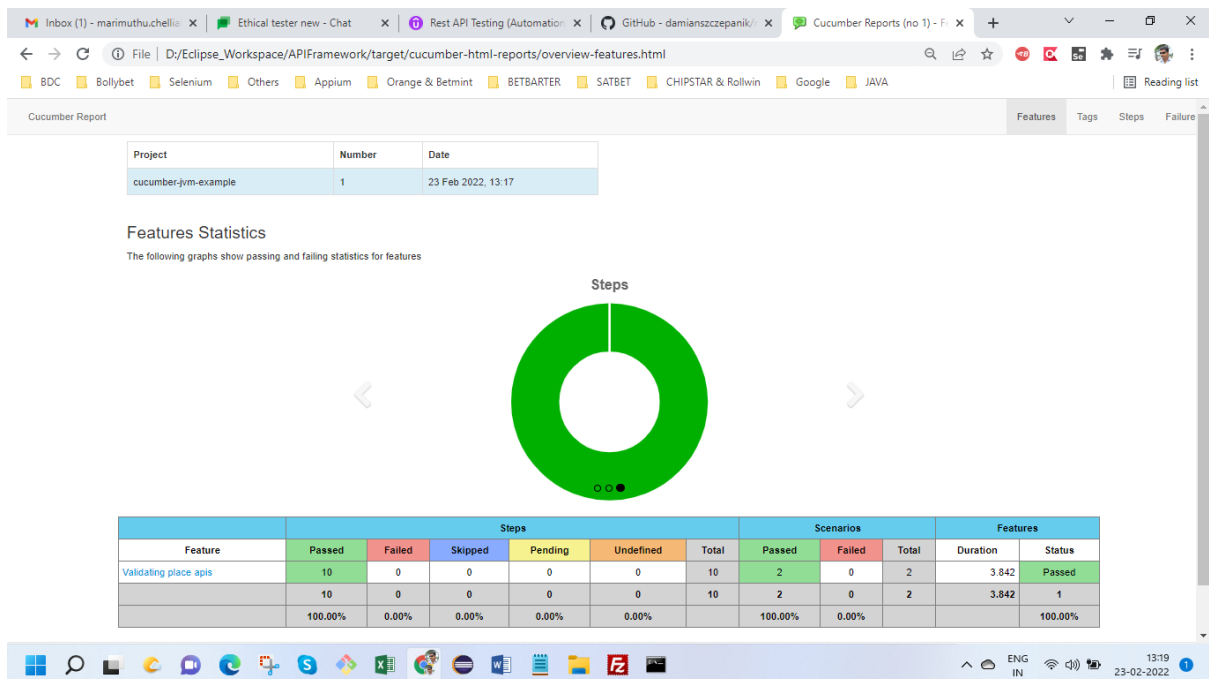 Inbox (1) - marimuthu.chellia
Ethical tester new - Chat
Rest API Testing (Automation
GitHub - damianszczepanik/
Cucumber Reports (no 1) - F
File | D:/Eclipse_Workspace/APIFramework/target/cucumber-html-reports/overview-features.html
BDC Bollybet Selenium Others Appium Orange & Betmint BETBARTER SATBET CHIPSTAR & Rollwin Google JAVA Reading list
Cucumber Report Features Tags Steps Failure
Project Number Date
cucumber-jvm-example 1 23 Feb 2022, 13:17
Features Statistics
The following graphs show passing and failing statistics for features
Steps
Steps Scenarios Features
Feature Passed Failed Skipped Pending Undefined Total Passed Failed Total Duration Status
Validating place apis 10 0 0 0 0 10 2 0 2 3.842 Passed
10 0 0 0 0 10 2 0 2 3.842 1
100.00% 0.00% 0.00% 0.00% 0.00% 100.00% 0.00% 100.00%
ENG
IN
13:19
23-02-2022
1